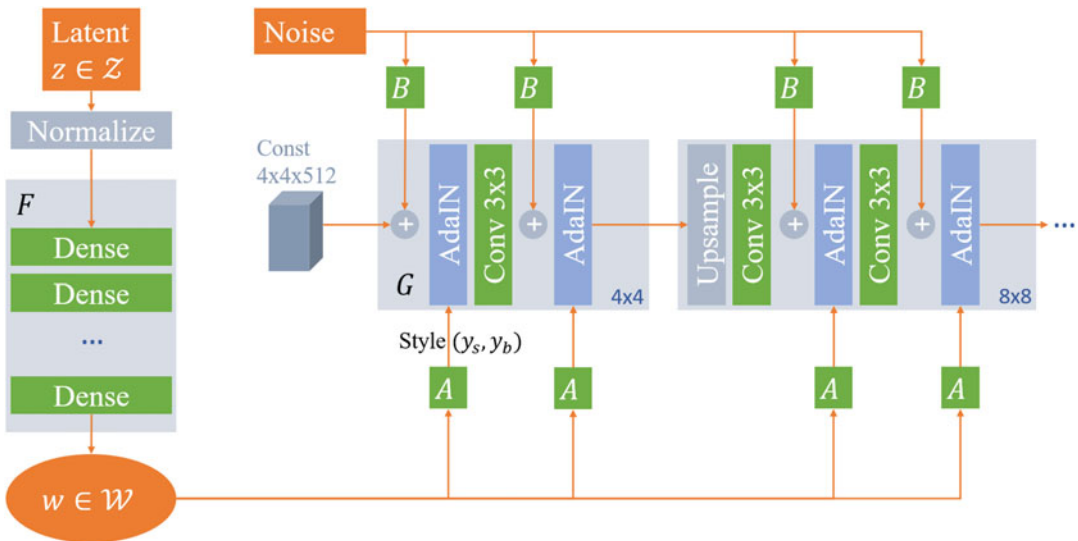 Latent
z ∈ 𝒵
Normalize
F
Dense
Dense
...
Dense
w ∈ 𝒲
Noise
B
B
B
B
Const
4x4x512
+
AdaIN
Conv 3x3
+
AdaIN
G
4x4
Upsample
Conv 3x3
+
AdaIN
Conv 3x3
+
AdaIN
8x8
...
Style (y_s, y_b)
A
A
A
A